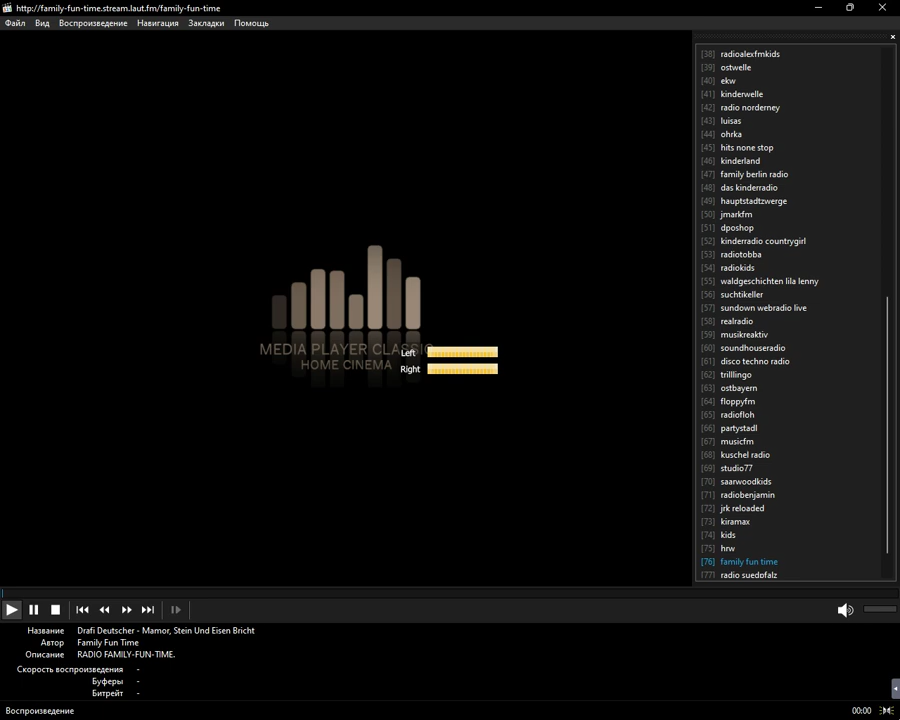 http://family-fun-time.stream.laut.fm/family-fun-time
Файл Вид Воспроизведение Навигация Закладки Помощь
[38] radioalexfmkids
[39] ostwelle
[40] ekw
[41] kinderwelle
[42] radio norderney
[43] luisas
[44] ohrka
[45] hits none stop
[46] kinderland
[47] family berlin radio
[48] das kinderradio
[49] hauptstadtzwerge
[50] jmarkfm
[51] dposhop
[52] kinderradio countrygirl
[53] radiotobba
[54] radiokids
[55] waldgeschichten lila lenny
[56] suchtikeller
[57] sundown webradio live
[58] realradio
[59] musikreaktiv
[60] soundhouseradio
[61] disco techno radio
[62] trilllingo
[63] ostbayern
[64] floppyfm
[65] radiofloh
[66] partystadl
[67] musicfm
[68] kuschel radio
[69] studio77
[70] saarwoodkids
[71] radiobenjamin
[72] jrk reloaded
[73] kiramax
[74] kids
[75] hrw
[76] family fun time
[77] radio suedpfalz
MEDIA PLAYER CLASSIC
HOME CINEMA
Left
Right
Название Drafi Deutscher - Mamor, Stein Und Eisen Bricht
Автор Family Fun Time
Описание RADIO FAMILY-FUN-TIME.
Скорость воспроизведения -
Буферы -
Битрейт -
Воспроизведение 00:00